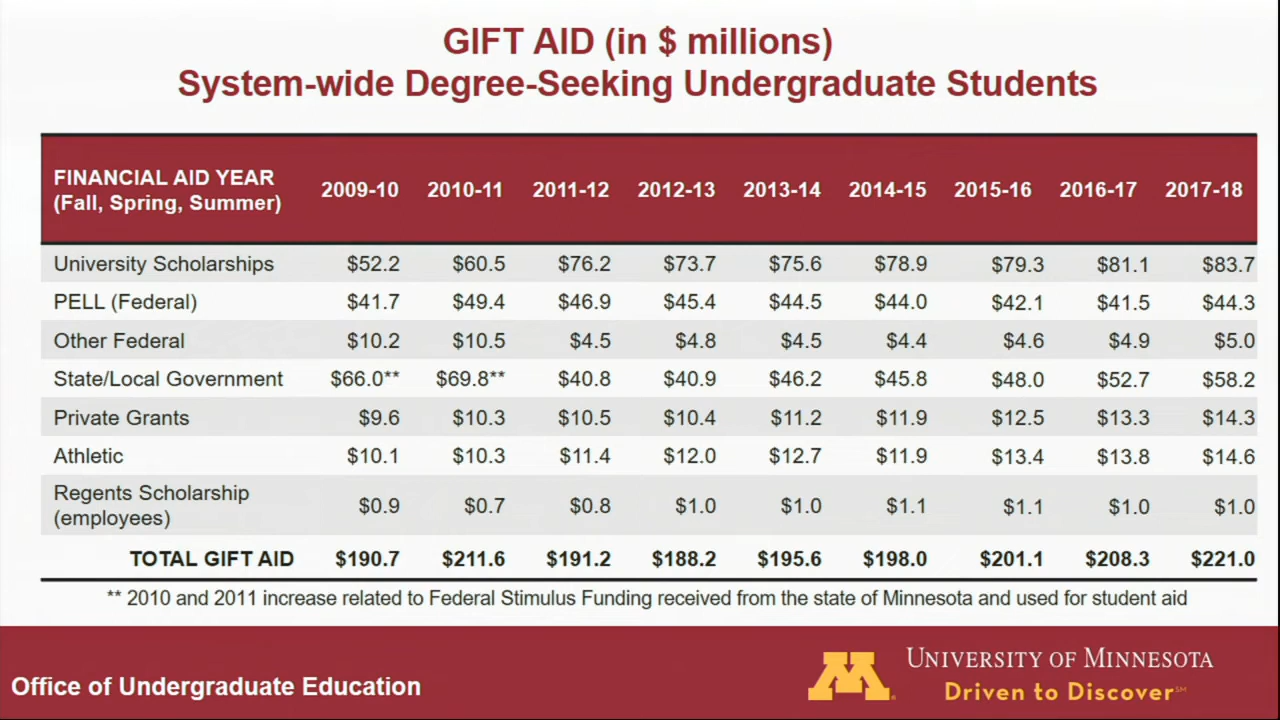 GIFT AID (in $ millions)
System-wide Degree-Seeking Undergraduate Students
FINANCIAL AID YEAR
(Fall, Spring, Summer) 2009-10 2010-11 2011-12 2012-13 2013-14 2014-15 2015-16 2016-17 2017-18
University Scholarships $52.2 $60.5 $76.2 $73.7 $75.6 $78.9 $79.3 $81.1 $83.7
PELL (Federal) $41.7 $49.4 $46.9 $45.4 $44.5 $44.0 $42.1 $41.5 $44.3
Other Federal $10.2 $10.5 $4.5 $4.8 $4.5 $4.4 $4.6 $4.9 $5.0
State/Local Government $66.0** $69.8** $40.8 $40.9 $46.2 $45.8 $48.0 $52.7 $58.2
Private Grants $9.6 $10.3 $10.5 $10.4 $11.2 $11.9 $12.5 $13.3 $14.3
Athletic $10.1 $10.3 $11.4 $12.0 $12.7 $11.9 $13.4 $13.8 $14.6
Regents Scholarship
(employees) $0.9 $0.7 $0.8 $1.0 $1.0 $1.1 $1.1 $1.0 $1.0
TOTAL GIFT AID $190.7 $211.6 $191.2 $188.2 $195.6 $198.0 $201.1 $208.3 $221.0
** 2010 and 2011 increase related to Federal Stimulus Funding received from the state of Minnesota and used for student aid
Office of Undergraduate Education
M
UNIVERSITY OF MINNESOTA
Driven to Discover℠